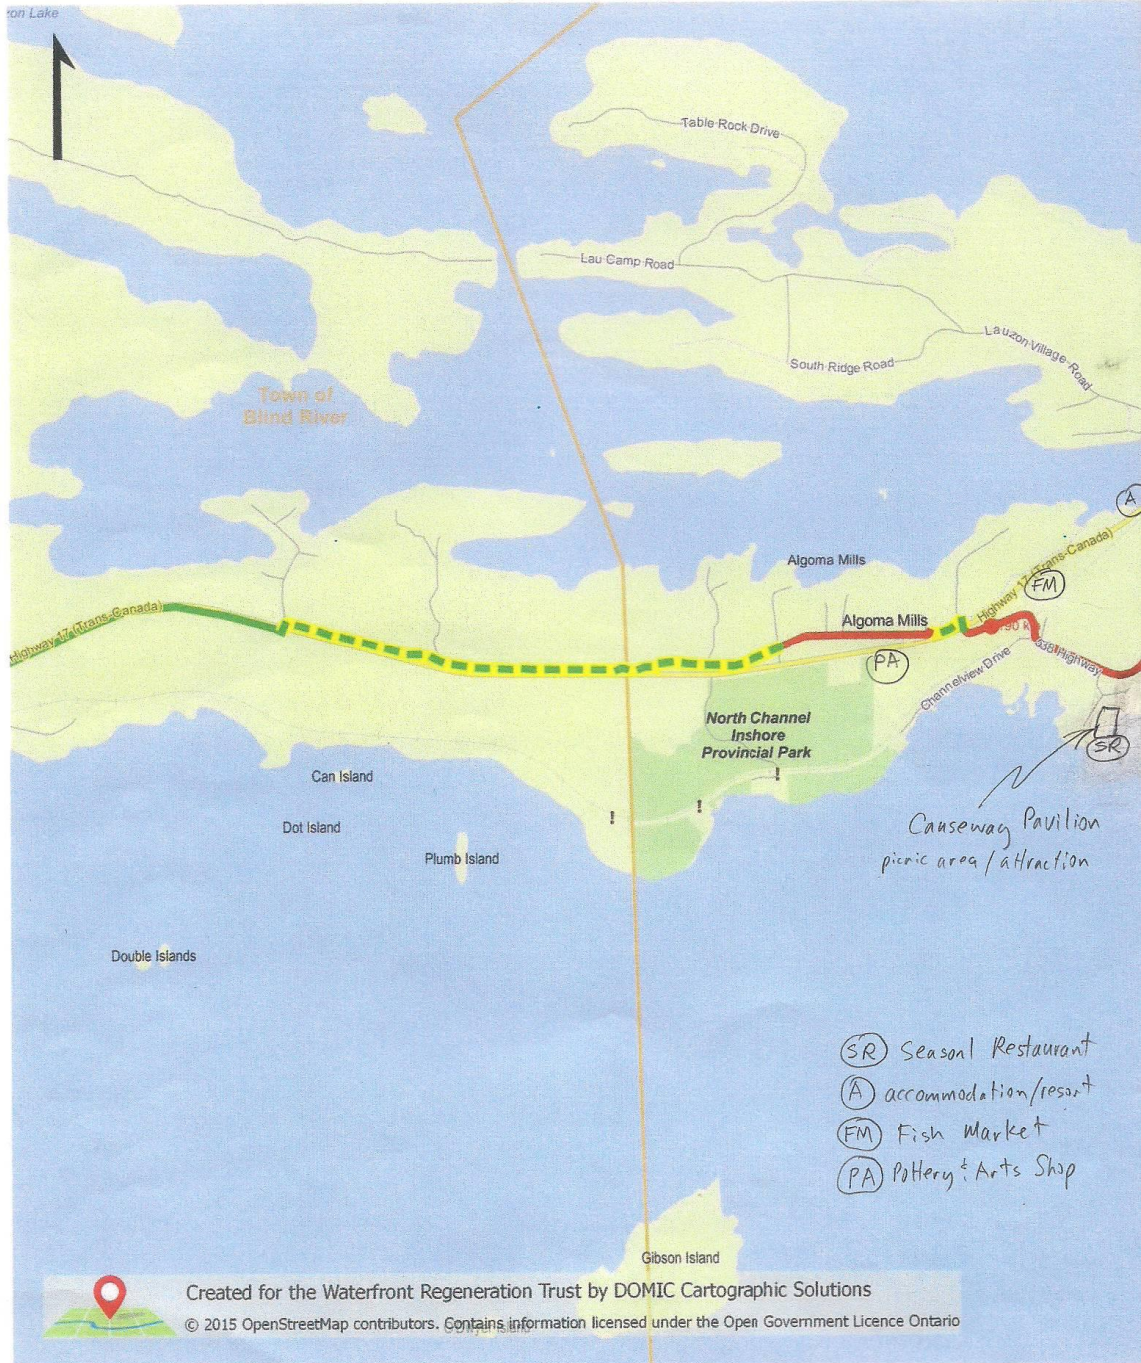 zon Lake
Table Rock Drive
Lau Camp Road
Lauzon Village Road
South Ridge Road
Town of
Blind River
A
Algoma Mills
Highway 17 (Trans-Canada)
FM
Highway 17 (Trans-Canada)
Algoma Mills
90 k
538 Highway
PA
Channelview Drive
North Channel
Inshore
Provincial Park
SR
Can Island
!
!
!
Dot Island
Causeway Pavilion
picnic area / attraction
Plumb Island
Double Islands
SR Seasonl Restaurant
A accommodation/resort
FM Fish Market
PA Pottery & Arts Shop
Gibson Island
Created for the Waterfront Regeneration Trust by DOMIC Cartographic Solutions
© 2015 OpenStreetMap contributors. Contains information licensed under the Open Government Licence Ontario